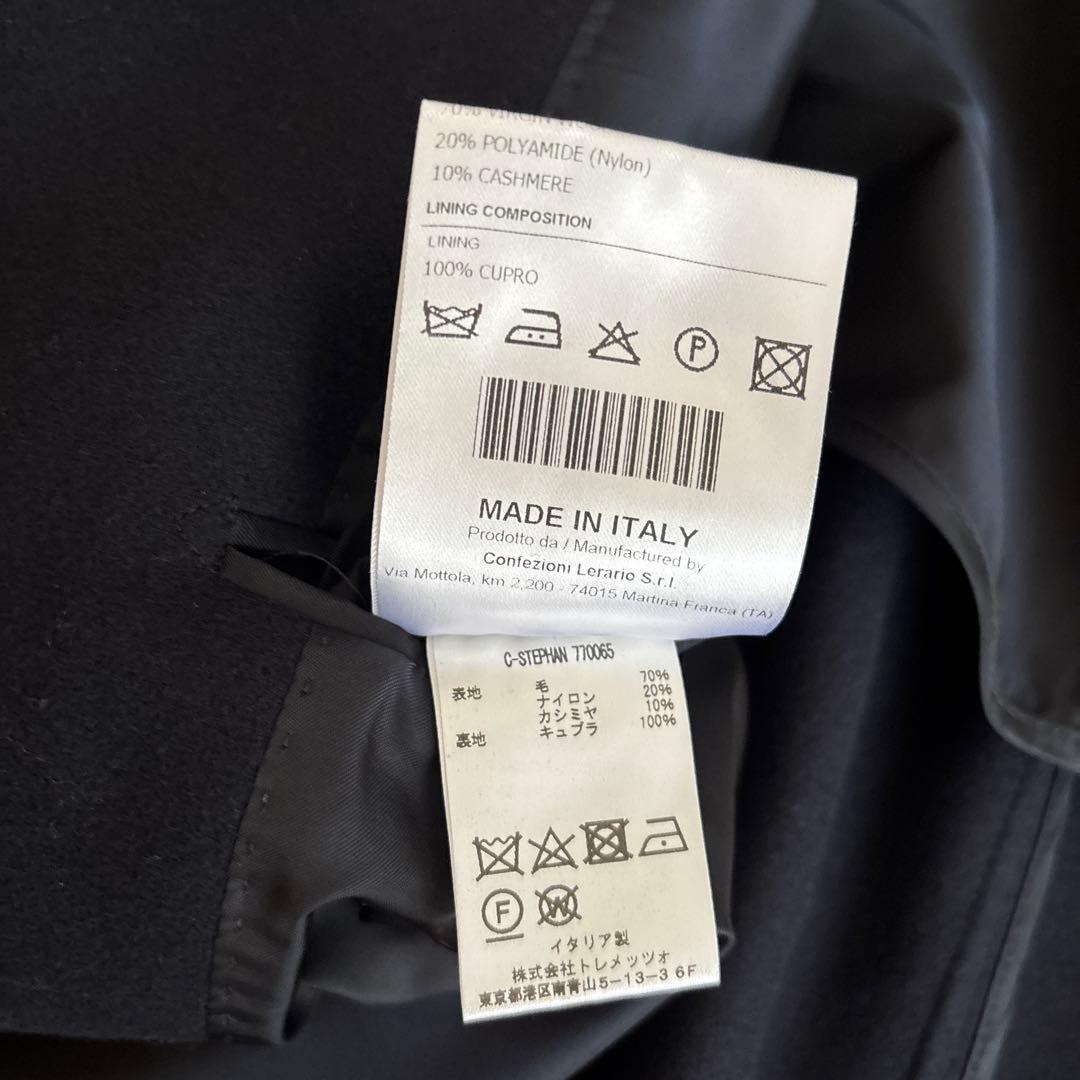 70% VIRGIN
20% POLYAMIDE (Nylon)
10% CASHMERE
LINING COMPOSITION
LINING
100% CUPRO
P
MADE IN ITALY
Prodotto da / Manufactured by
Confezioni Lerario S.r.l.
Via Mottola, km 2,200 - 74015 Martina Franca (TA)
C-STEPHAN 770065
表地 毛 70%
ナイロン 20%
カシミヤ 10%
裏地 キュプラ 100%
F W
イタリア製
株式会社トレメッツォ
東京都港区南青山5-13-3 6F